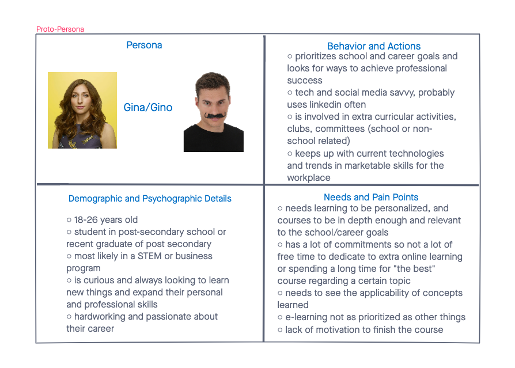 Proto-Persona
Persona
Gina/Gino
Behavior and Actions
○ prioritizes school and career goals and
looks for ways to achieve professional
success
○ tech and social media savvy, probably
uses linkedin often
○ is involved in extra curricular activities,
clubs, committees (school or non-
school related)
○ keeps up with current technologies
and trends in marketable skills for the
workplace
Demographic and Psychographic Details
○ 18-26 years old
○ student in post-secondary school or
recent graduate of post secondary
○ most likely in a STEM or business
program
○ is curious and always looking to learn
new things and expand their personal
and professional skills
○ hardworking and passionate about
their career
Needs and Pain Points
○ needs learning to be personalized, and
courses to be in depth enough and relevant
to the school/career goals
○ has a lot of commitments so not a lot of
free time to dedicate to extra online learning
or spending a long time for "the best"
course regarding a certain topic
○ needs to see the applicability of concepts
learned
○ e-learning not as prioritized as other things
○ lack of motivation to finish the course